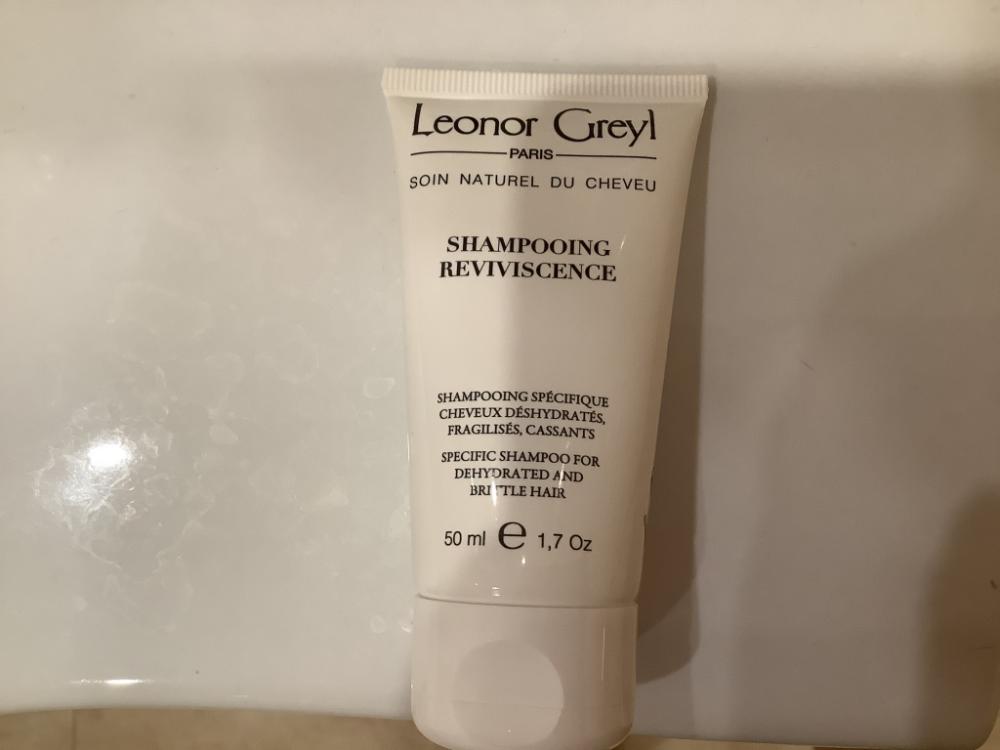 Leonor Greyl
PARIS
SOIN NATUREL DU CHEVEU
SHAMPOOING
REVIVISCENCE
SHAMPOOING SPÉCIFIQUE
CHEVEUX DÉSHYDRATÉS,
FRAGILISÉS, CASSANTS
SPECIFIC SHAMPOO FOR
DEHYDRATED AND
BRITTLE HAIR
50 ml e 1,7 Oz